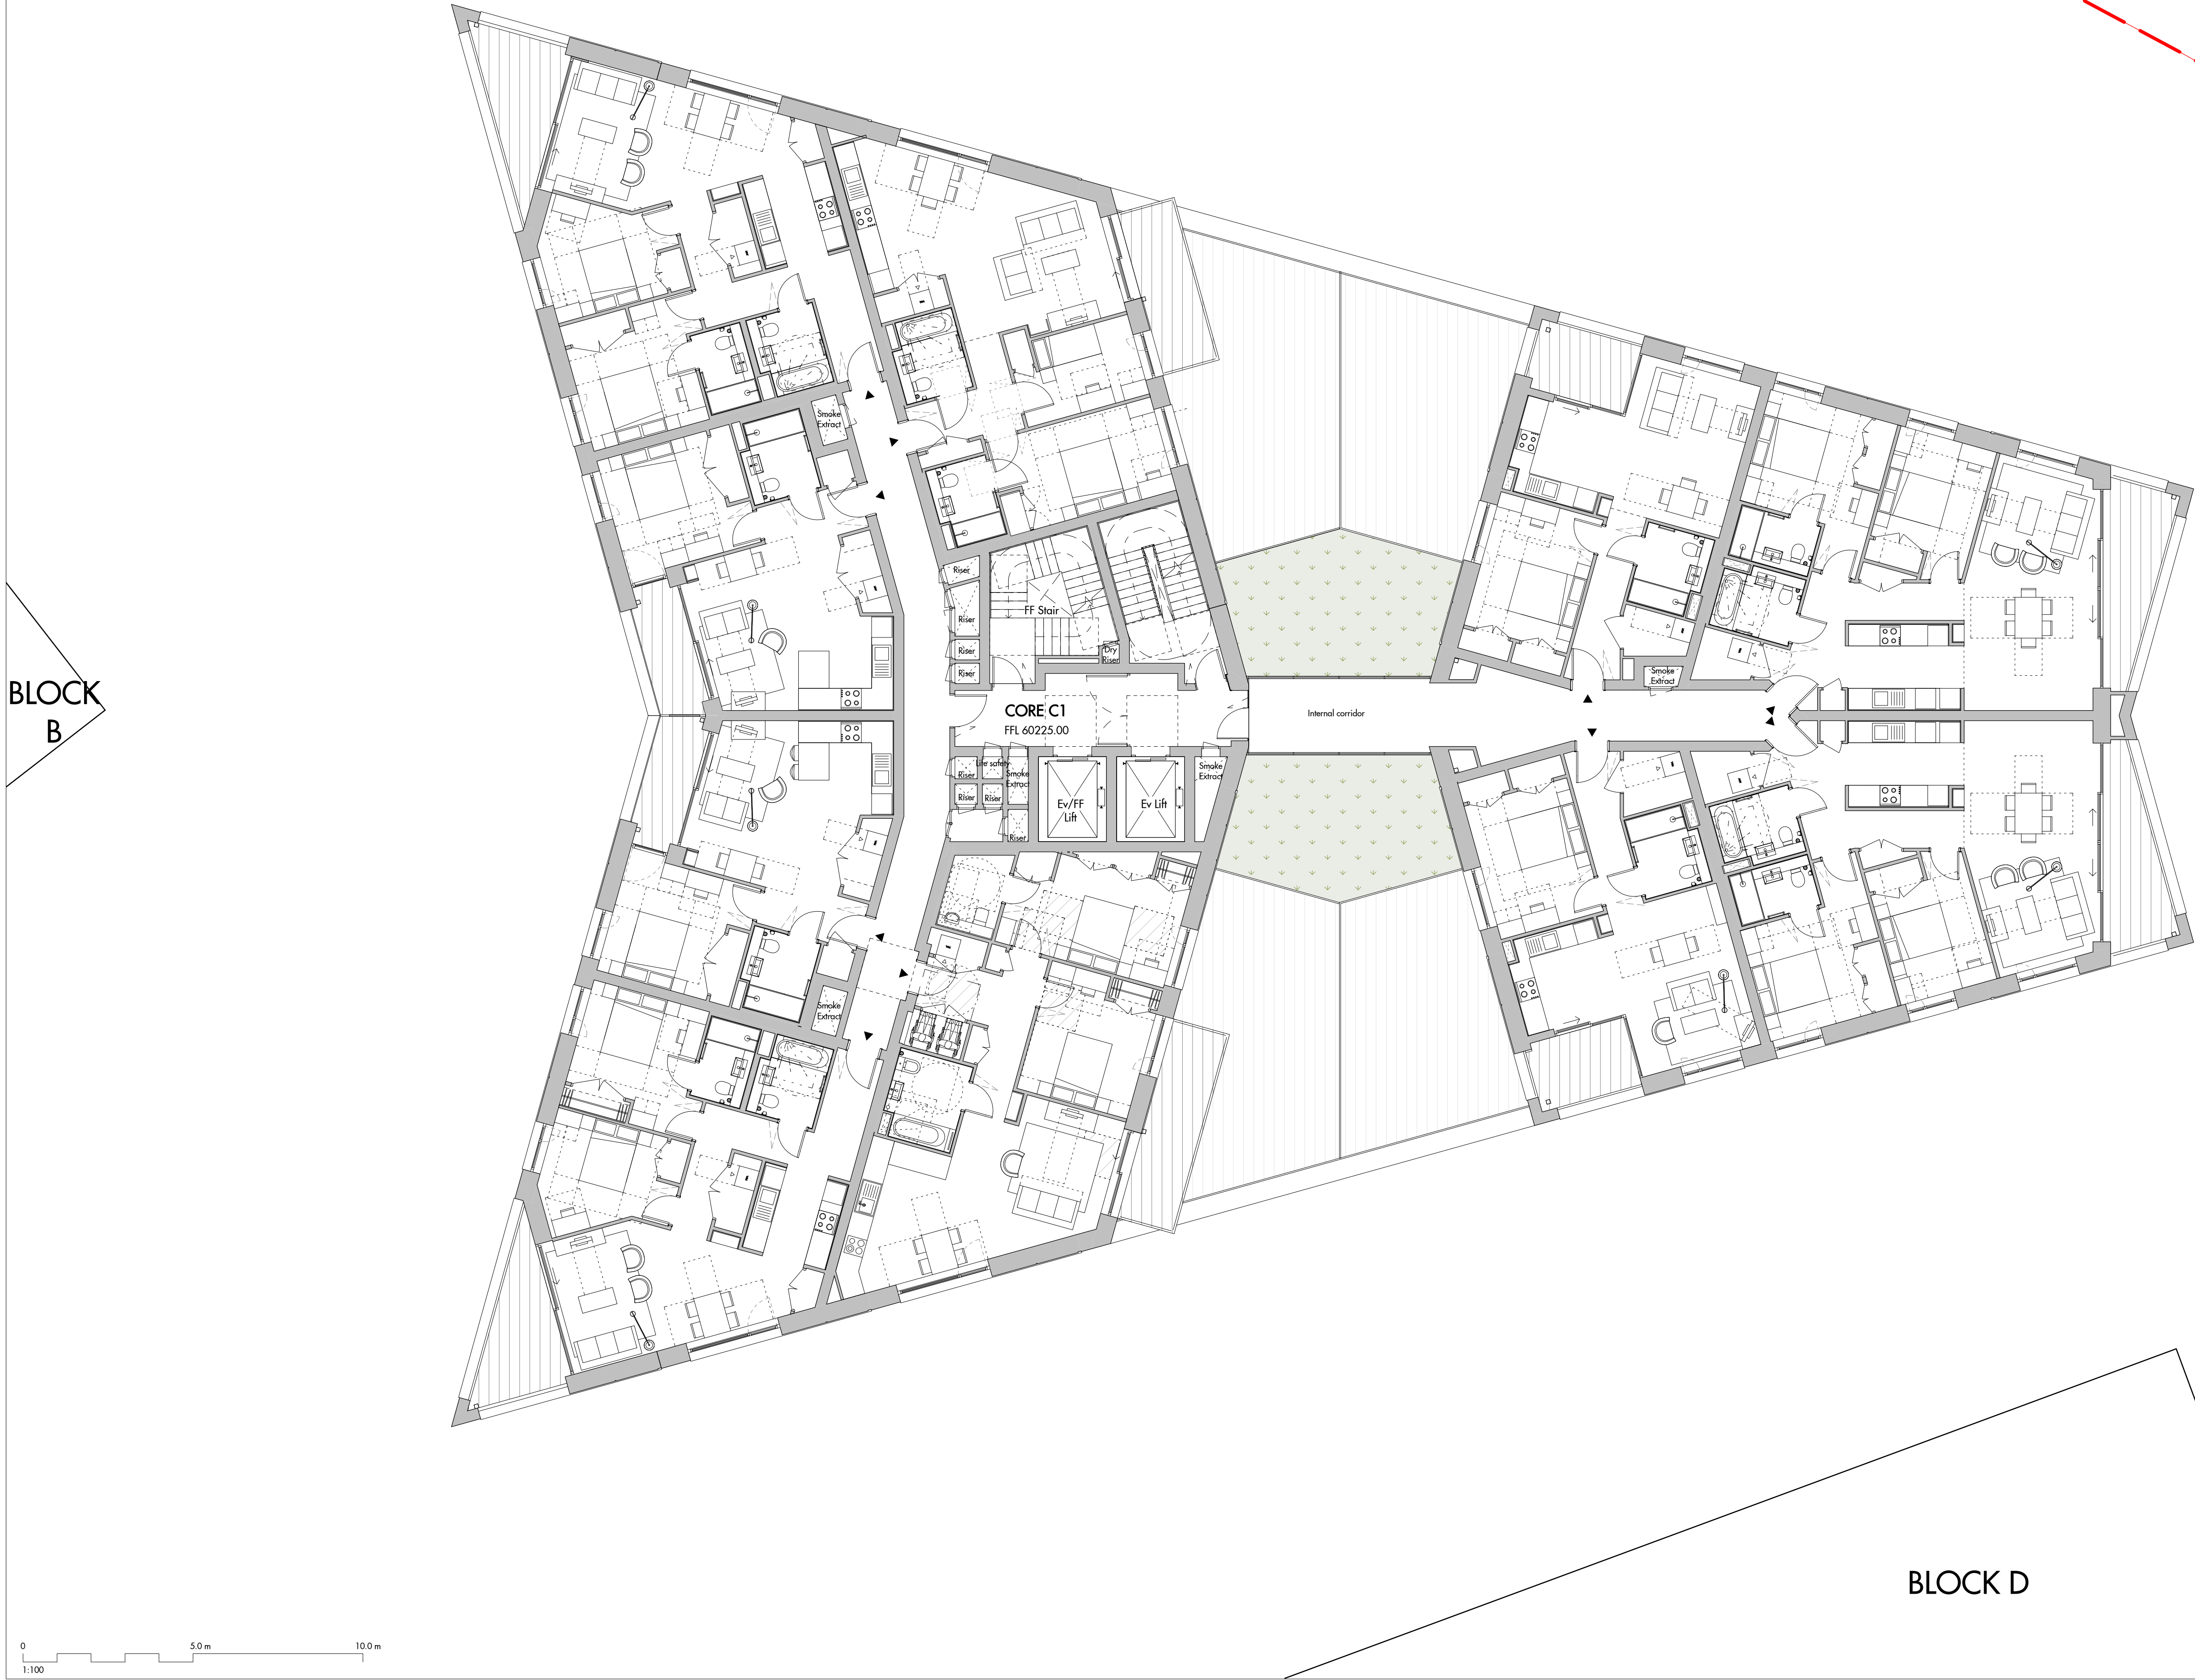 Smoke
Extract
Riser
FF Stair
Riser
Riser
Dry
Riser
Riser
Smoke
Extract
BLOCK
B
CORE C1
FFL 60225.00
Internal corridor
Riser
Life safety
Smoke
Extract
Smoke
Extract
Riser
Riser
Ev/FF
Lift
Ev Lift
Riser
Smoke
Extract
BLOCK D
0
5.0 m
10.0 m
1:100